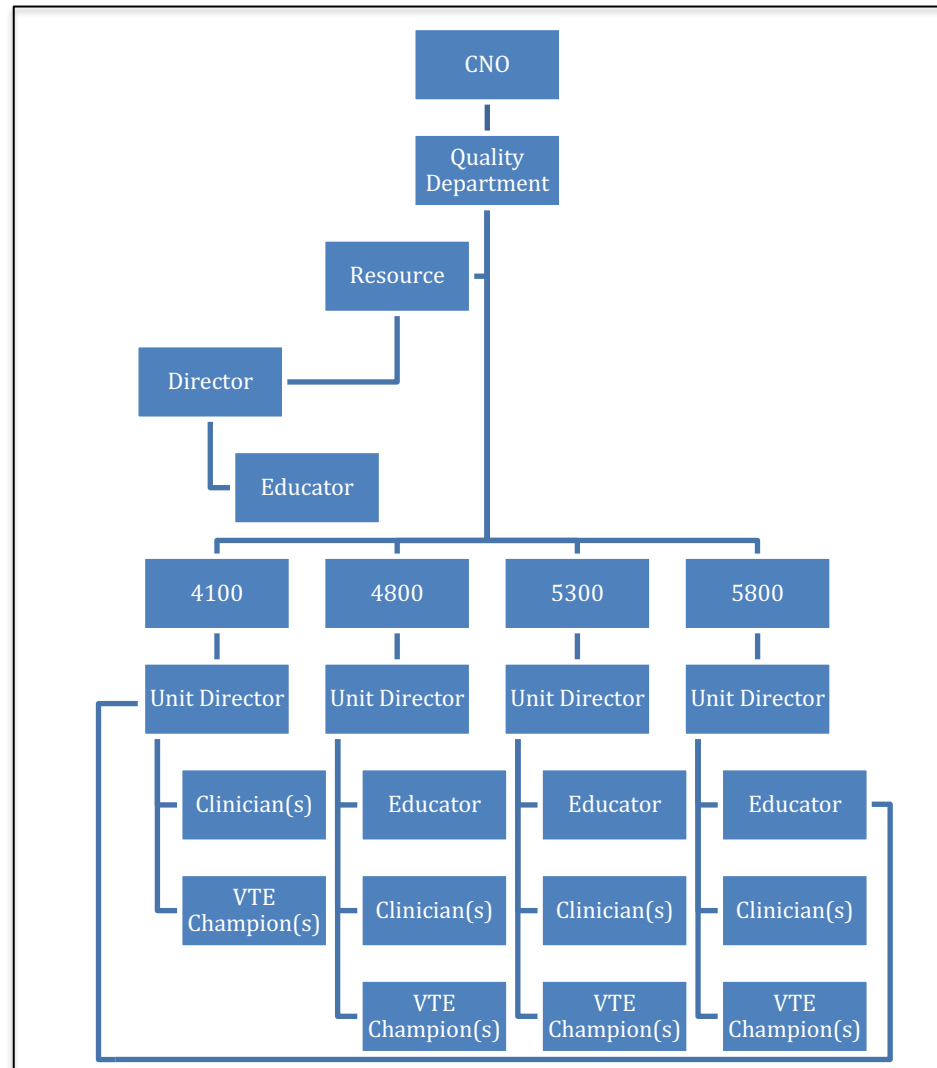 CNO
Quality
Department
Resource
Director
Educator
4100
4800
5300
5800
Unit Director
Unit Director
Unit Director
Unit Director
Clinician(s)
Educator
Educator
Educator
VTE
Champion(s)
Clinician(s)
Clinician(s)
Clinician(s)
VTE
Champion(s)
VTE
Champion(s)
VTE
Champion(s)